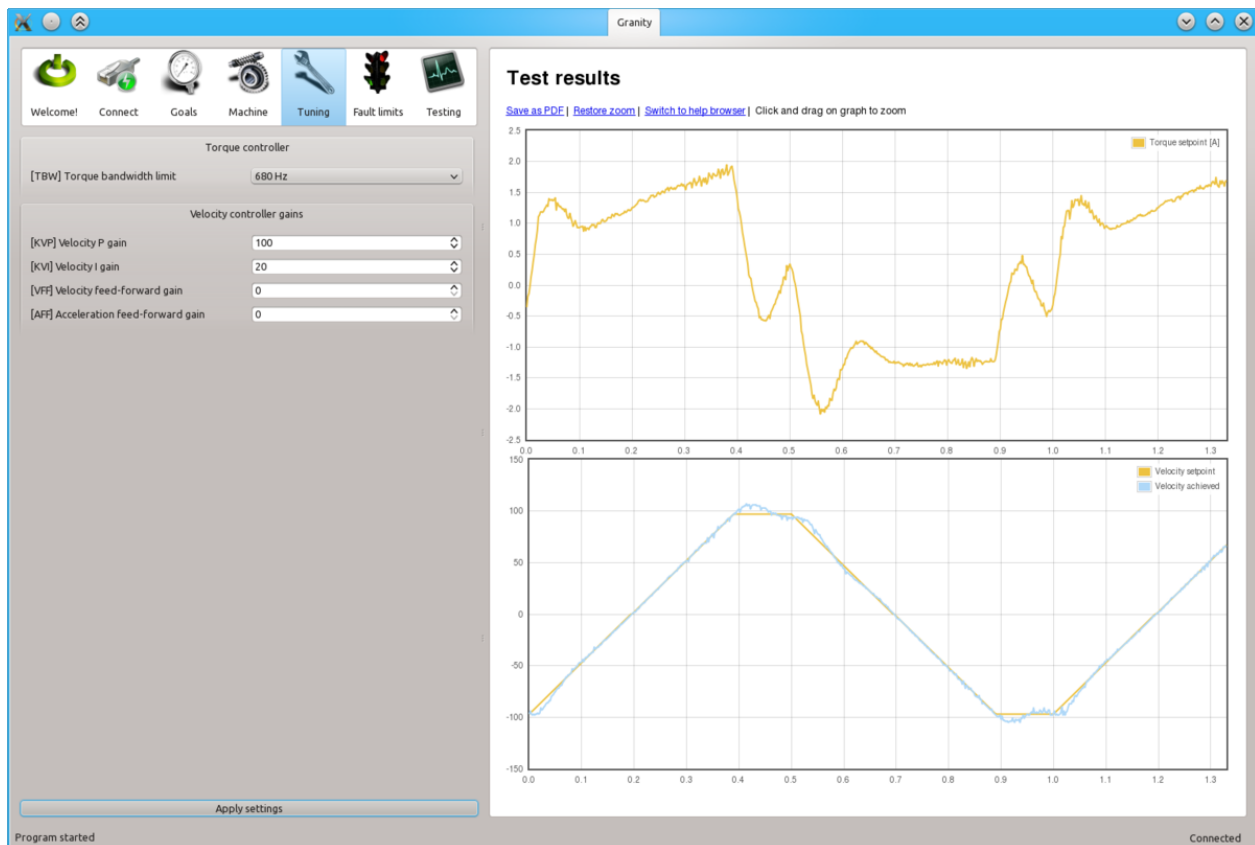 Granity
Welcome! Connect Goals Machine Tuning Fault limits Testing
Torque controller
[TBW] Torque bandwidth limit 680 Hz
Velocity controller gains
[KVP] Velocity P gain 100
[KVI] Velocity I gain 20
[VFF] Velocity feed-forward gain 0
[AFF] Acceleration feed-forward gain 0
Apply settings
Test results
Save as PDF | Restore zoom | Switch to help browser | Click and drag on graph to zoom
Torque setpoint [A]
2.5
2.0
1.5
1.0
0.5
0.0
-0.5
-1.0
-1.5
-2.0
-2.5
0.0 0.1 0.2 0.3 0.4 0.5 0.6 0.7 0.8 0.9 1.0 1.1 1.2 1.3
Velocity setpoint
Velocity achieved
150
100
50
0
-50
-100
-150
0.0 0.1 0.2 0.3 0.4 0.5 0.6 0.7 0.8 0.9 1.0 1.1 1.2 1.3
Program started Connected